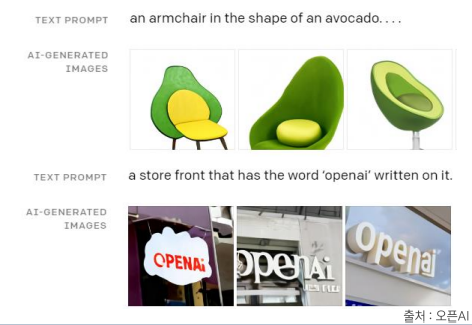 TEXT PROMPT
an armchair in the shape of an avocado. . . .
AI-GENERATED
IMAGES
TEXT PROMPT
a store front that has the word ‘openai’ written on it.
AI-GENERATED
IMAGES
OPENAi
openAi
openai
출처 : 오픈AI